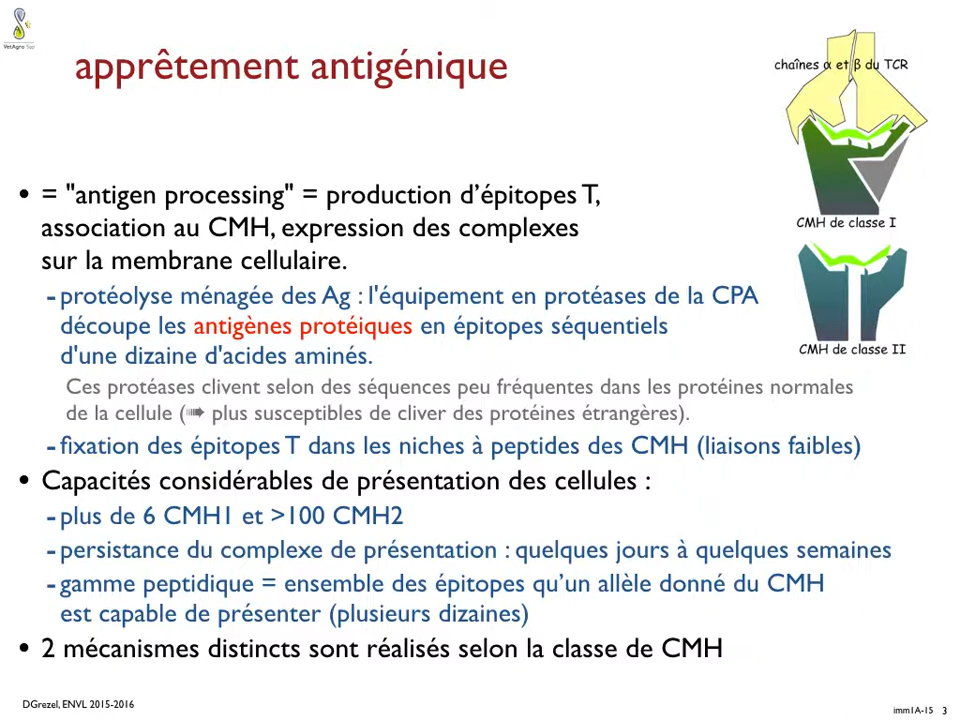 VetAgro Sup
apprêtement antigénique
chaînes α et β du TCR
• = "antigen processing" = production d’épitopes T,
association au CMH, expression des complexes
sur la membrane cellulaire.
CMH de classe I
- protéolyse ménagée des Ag : l'équipement en protéases de la CPA
découpe les antigènes protéiques en épitopes séquentiels
d'une dizaine d'acides aminés.
CMH de classe II
Ces protéases clivent selon des séquences peu fréquentes dans les protéines normales
de la cellule (➠ plus susceptibles de cliver des protéines étrangères).
- fixation des épitopes T dans les niches à peptides des CMH (liaisons faibles)
• Capacités considérables de présentation des cellules :
- plus de 6 CMH1 et >100 CMH2
- persistance du complexe de présentation : quelques jours à quelques semaines
- gamme peptidique = ensemble des épitopes qu’un allèle donné du CMH
est capable de présenter (plusieurs dizaines)
• 2 mécanismes distincts sont réalisés selon la classe de CMH
DGrezel, ENVL 2015-2016
imm1A-15 3